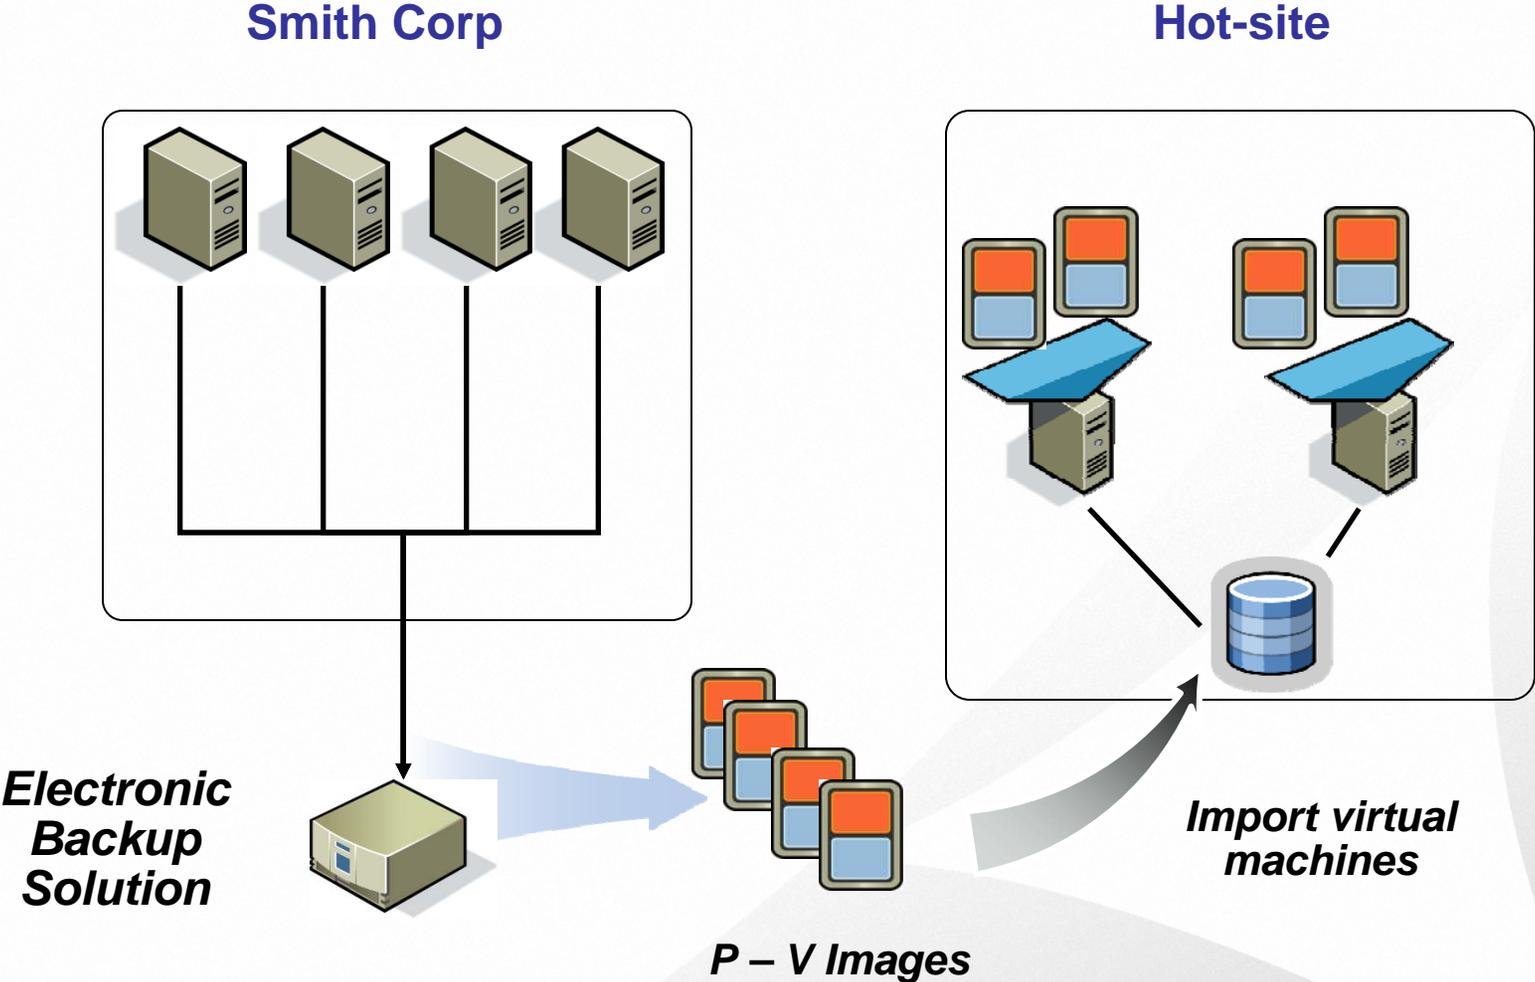 Smith Corp
Hot-site
Electronic
Backup
Solution
Import virtual
machines
P – V Images